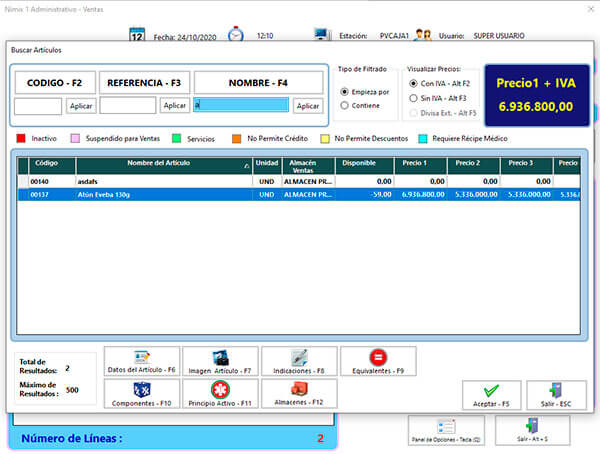 Nimix 1 Administrativo - Ventas
Fecha: 24/10/2020 12:10 Estación: PVCAJA1 Usuario: SUPER USUARIO
Buscar Artículos
CODIGO - F2 REFERENCIA - F3 NOMBRE - F4
Aplicar Aplicar a Aplicar
Tipo de Filtrado
Empieza por
Contiene
Visualizar Precios:
Con IVA - Alt F2
Sin IVA - Alt F3
Divisa Ext. - Alt F5
Precio1 + IVA
6.936.800,00
Inactivo Suspendido para Ventas Servicios No Permite Crédito No Permite Descuentos Requiere Récipe Médico
Código Nombre del Artículo Unidad Almacén Ventas Disponible Precio 1 Precio 2 Precio 3 Precio
00140 asdafs UND ALMACEN PR... 0,00 0,00 0,00 0,00
00137 Atún Eveba 130g UND ALMACEN PR... -59,00 6.936.800,00 5.336.000,00 5.336.000,00 5.336.
Total de Resultados: 2
Máximo de Resultados : 500
Datos del Artículo - F6 Imagen Artículo - F7 Indicaciones - F8 Equivalentes - F9
Componentes - F10 Principio Activo - F11 Almacenes - F12
Aceptar - F5 Salir - ESC
Número de Líneas : 2
Panel de Opciones - Tecla (Ω) Salir - Alt + S